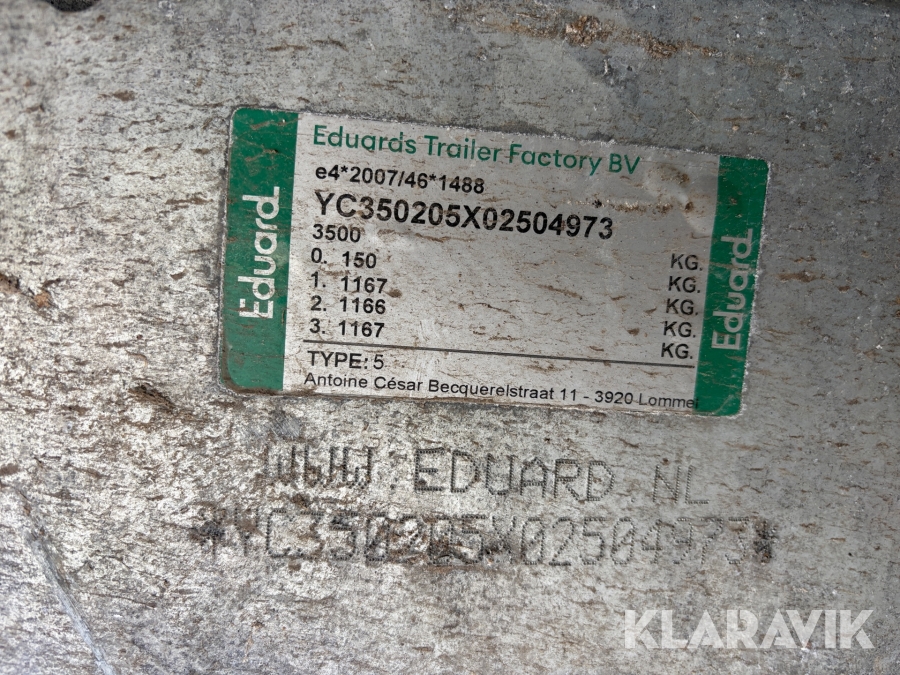 Eduard
Eduards Trailer Factory BV
e4*2007/46*1488
YC350205X02504973
3500 KG.
0. 150 KG.
1. 1167 KG.
2. 1166 KG.
3. 1167 KG.
TYPE: 5
Antoine César Becquerelstraat 11 - 3920 Lommel
Eduard
WWW.EDUARD.NL
*YC350205X02504973*
KLARAVIK